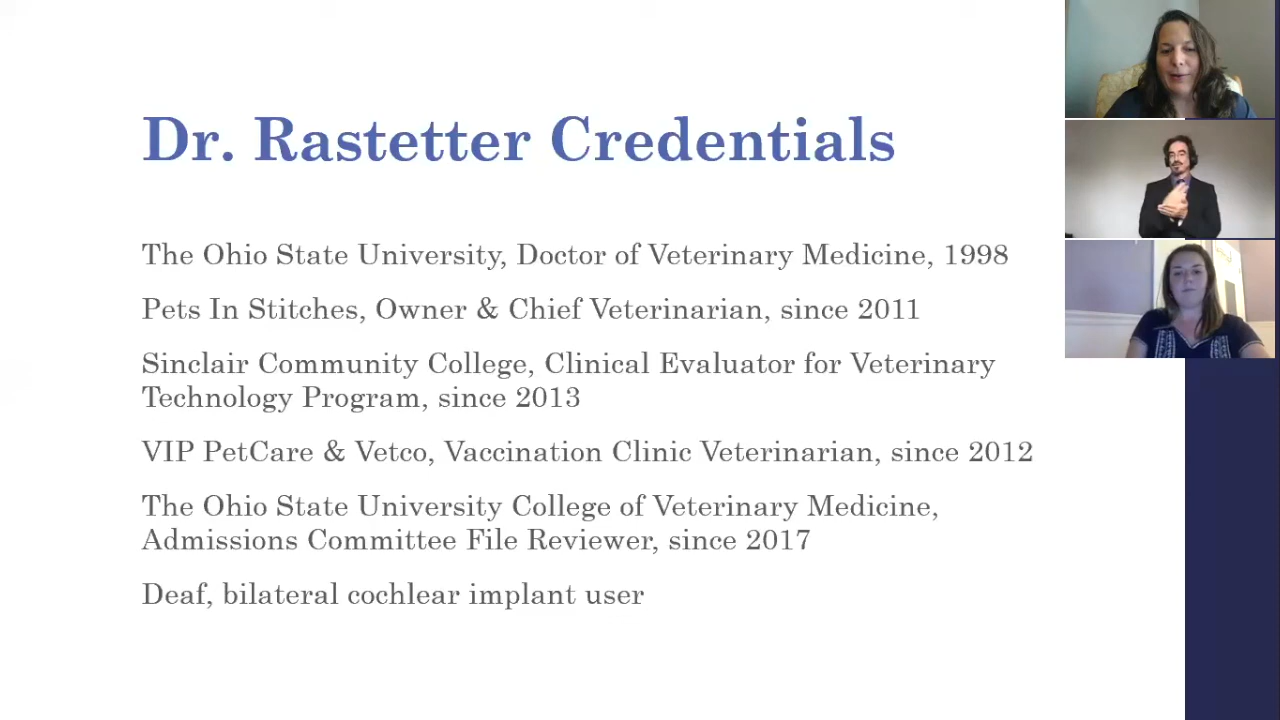 Dr. Rastetter Credentials
The Ohio State University, Doctor of Veterinary Medicine, 1998
Pets In Stitches, Owner & Chief Veterinarian, since 2011
Sinclair Community College, Clinical Evaluator for Veterinary
Technology Program, since 2013
VIP PetCare & Vetco, Vaccination Clinic Veterinarian, since 2012
The Ohio State University College of Veterinary Medicine,
Admissions Committee File Reviewer, since 2017
Deaf, bilateral cochlear implant user